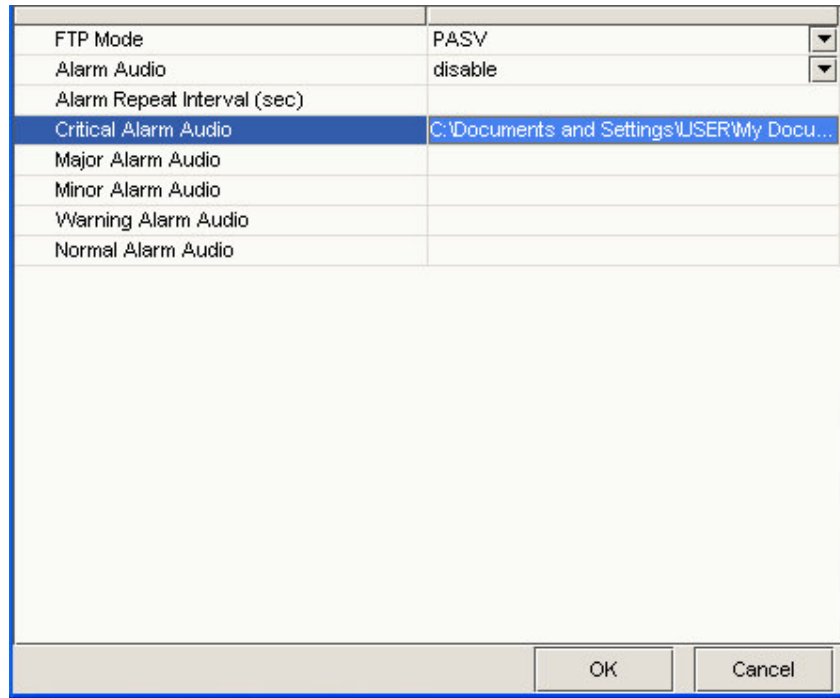 FTP Mode PASV
Alarm Audio disable
Alarm Repeat Interval (sec)
Critical Alarm Audio C:\Documents and Settings\USER\My Docu...
Major Alarm Audio
Minor Alarm Audio
Warning Alarm Audio
Normal Alarm Audio
OK Cancel